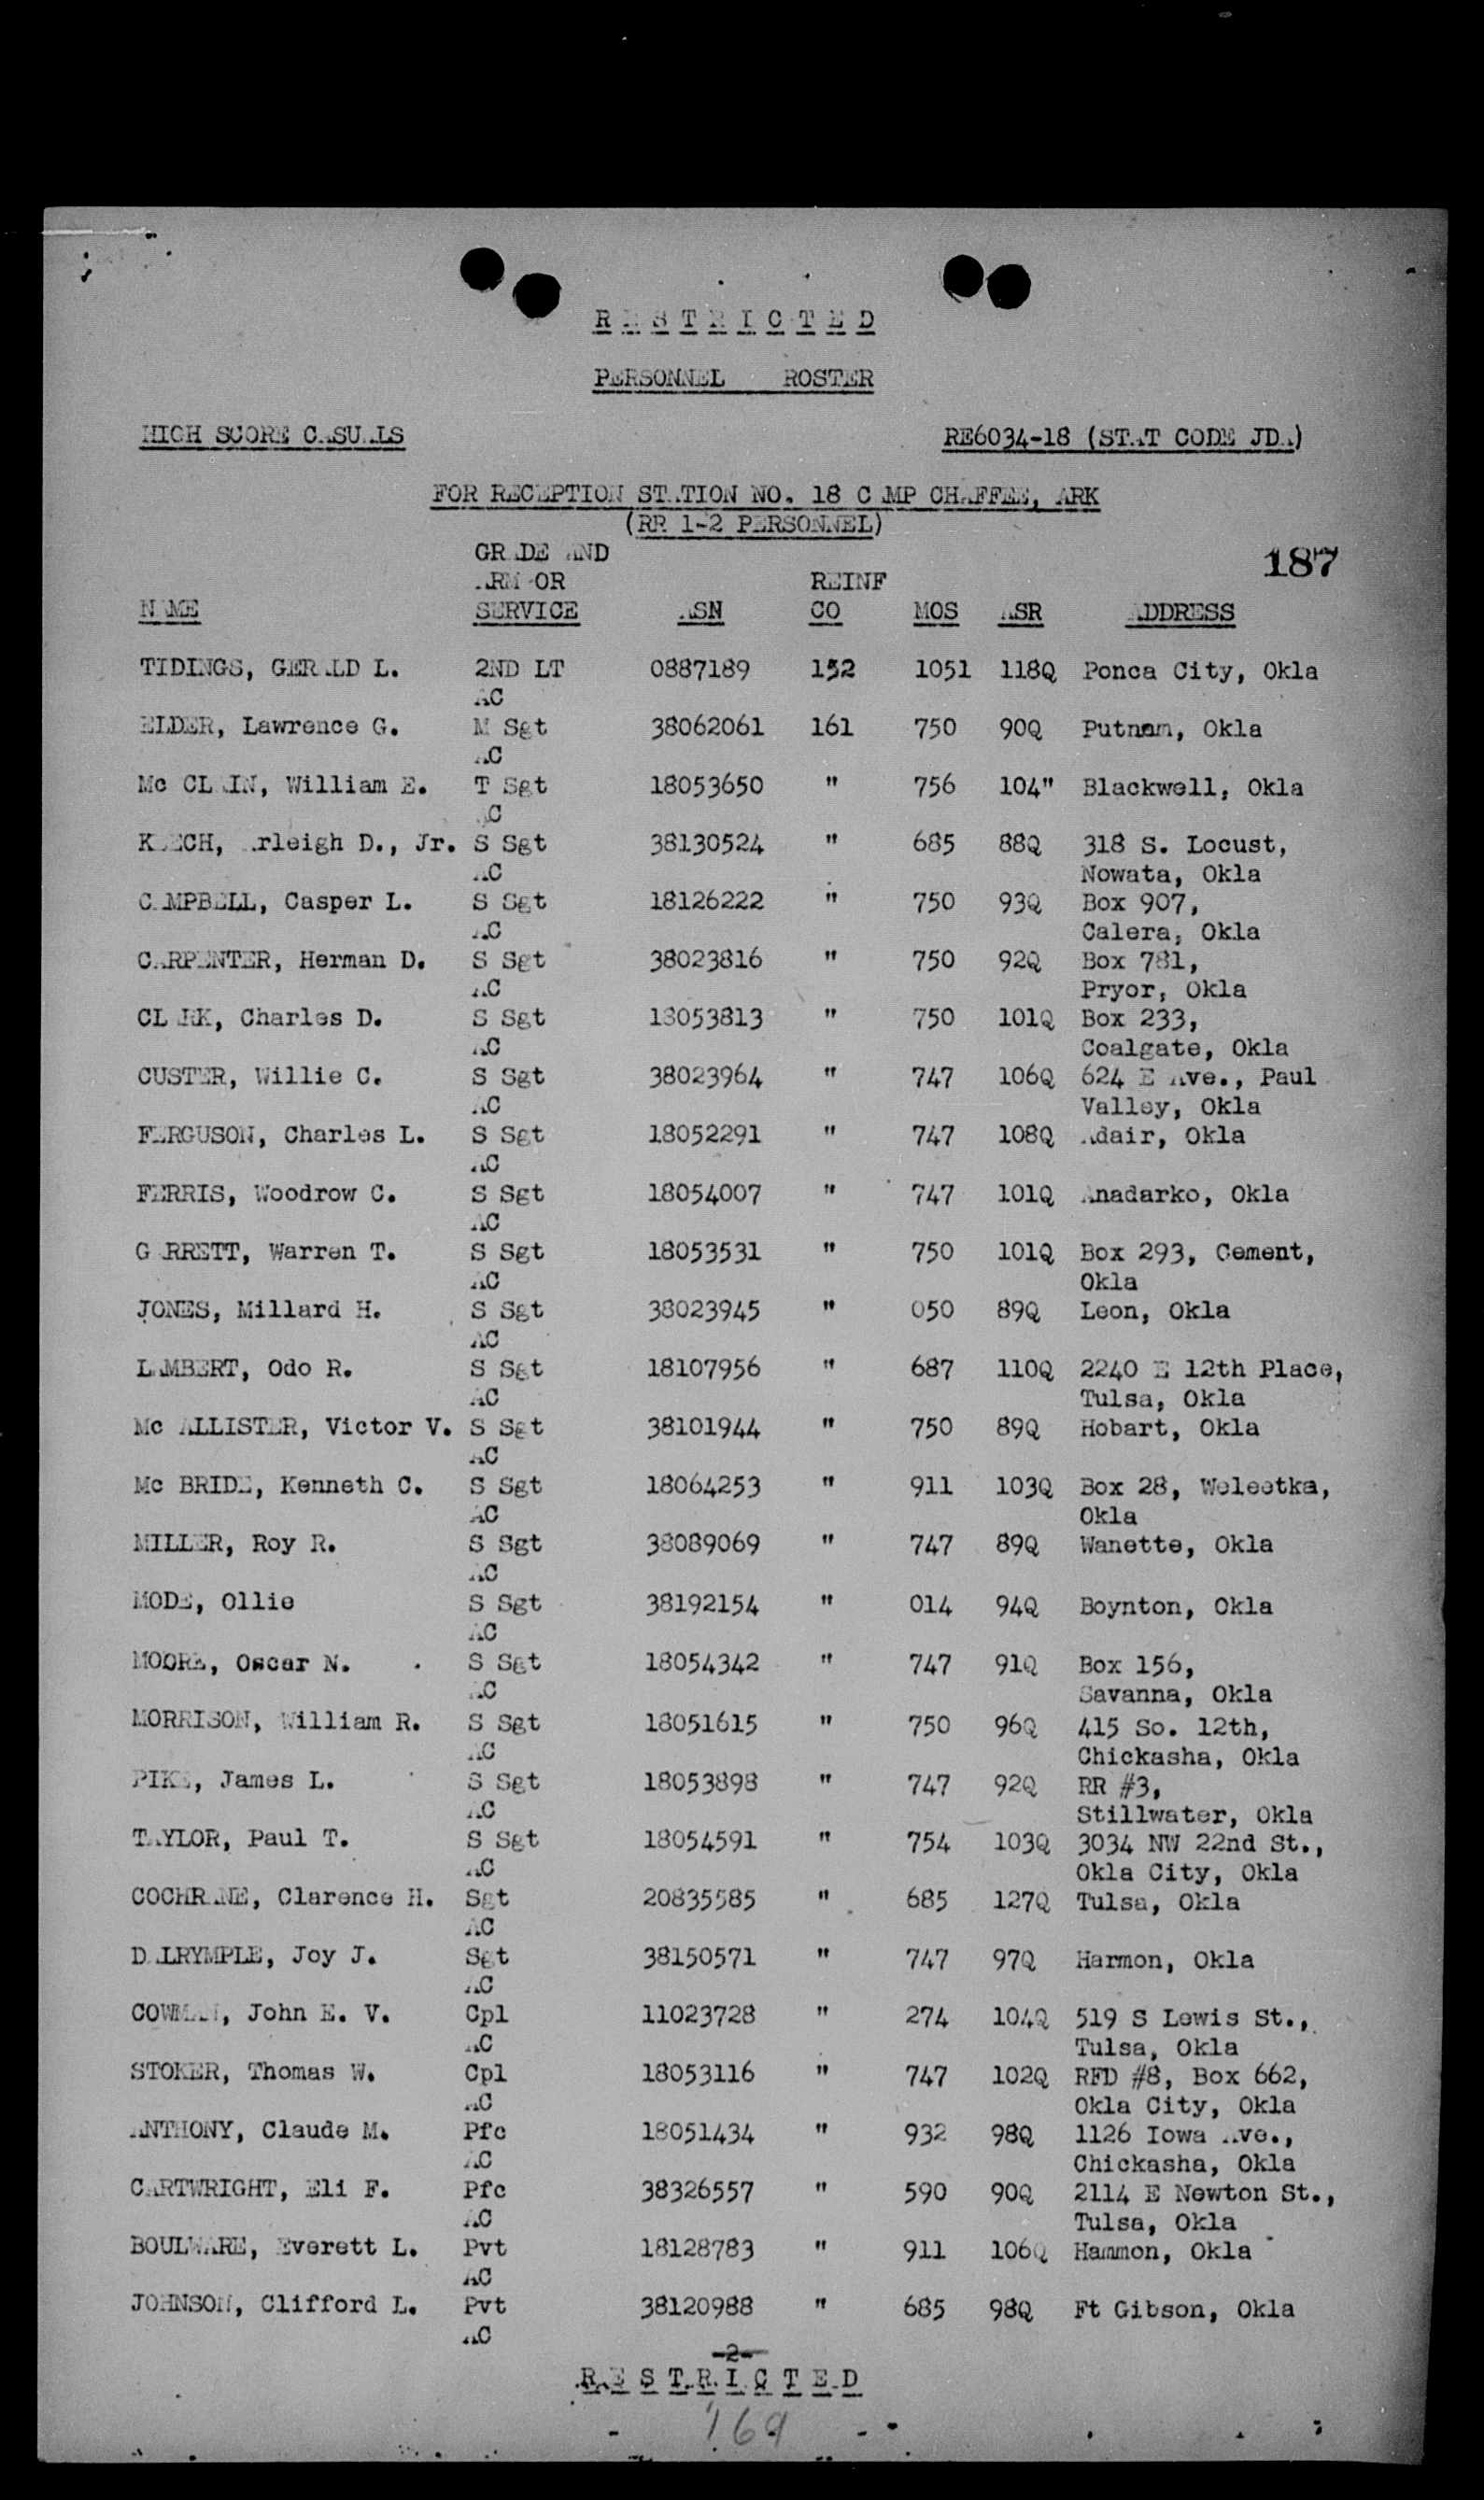 RESTRICTED
PERSONNEL ROSTER
HIGH SCORE CASUALS RE6034-18 (STAT CODE JDA)
FOR RECEPTION STATION NO. 18 CAMP CHAFFEE, ARK
(RR 1-2 PERSONNEL)
GRADE AND 187
ARM OR REINF
NAME SERVICE ASN CO MOS ASR ADDRESS
TIDINGS, GERALD L. 2ND LT 0887189 152 1051 118Q Ponca City, Okla
AC
ELDER, Lawrence G. M Sgt 38062061 161 750 90Q Putnam, Okla
AC
Mc CLAIN, William E. T Sgt 18053650 " 756 104" Blackwell, Okla
AC
KEECH, Arleigh D., Jr. S Sgt 38130524 " 685 88Q 318 S. Locust,
AC Nowata, Okla
CAMPBELL, Casper L. S Sgt 18126222 " 750 93Q Box 907,
AC Calera, Okla
CARPENTER, Herman D. S Sgt 38023816 " 750 92Q Box 781,
AC Pryor, Okla
CLARK, Charles D. S Sgt 18053813 " 750 101Q Box 233,
AC Coalgate, Okla
CUSTER, Willie C. S Sgt 38023964 " 747 106Q 624 E Ave., Paul
AC Valley, Okla
FERGUSON, Charles L. S Sgt 18052291 " 747 108Q Adair, Okla
AC
FERRIS, Woodrow C. S Sgt 18054007 " 747 101Q Anadarko, Okla
AC
GARRETT, Warren T. S Sgt 18053531 " 750 101Q Box 293, Cement,
AC Okla
JONES, Millard H. S Sgt 38023945 " 050 89Q Leon, Okla
AC
LAMBERT, Odo R. S Sgt 18107956 " 687 110Q 2240 E 12th Place,
AC Tulsa, Okla
Mc ALLISTER, Victor V. S Sgt 38101944 " 750 89Q Hobart, Okla
AC
Mc BRIDE, Kenneth C. S Sgt 18064253 " 911 103Q Box 28, Weleetka,
AC Okla
MILLER, Roy R. S Sgt 38089069 " 747 89Q Wanette, Okla
AC
MODE, Ollie S Sgt 38192154 " 014 94Q Boynton, Okla
AC
MOORE, Oscar N. S Sgt 18054342 " 747 91Q Box 156,
AC Savanna, Okla
MORRISON, William R. S Sgt 18051615 " 750 96Q 415 So. 12th,
AC Chickasha, Okla
PIKE, James L. S Sgt 18053898 " 747 92Q RR #3,
AC Stillwater, Okla
TAYLOR, Paul T. S Sgt 18054591 " 754 103Q 3034 NW 22nd St.,
AC Okla City, Okla
COCHRANE, Clarence H. Sgt 20835585 " 685 127Q Tulsa, Okla
AC
DALRYMPLE, Joy J. Sgt 38150571 " 747 97Q Harmon, Okla
AC
COWMAN, John E. V. Cpl 11023728 " 274 104Q 519 S Lewis St.,
AC Tulsa, Okla
STOKER, Thomas W. Cpl 18053116 " 747 102Q RFD #8, Box 662,
AC Okla City, Okla
ANTHONY, Claude M. Pfc 18051434 " 932 98Q 1126 Iowa Ave.,
AC Chickasha, Okla
CARTWRIGHT, Eli F. Pfc 38326557 " 590 90Q 2114 E Newton St.,
AC Tulsa, Okla
BOULWARE, Everett L. Pvt 18128783 " 911 106Q Hammon, Okla
AC
JOHNSON, Clifford L. Pvt 38120988 " 685 98Q Ft Gibson, Okla
AC
-2-
RESTRICTED
169